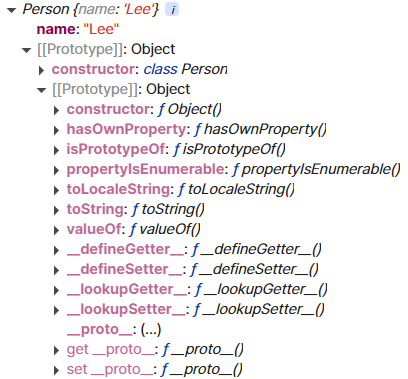 Person {name: 'Lee'} i
name: "Lee"
[[Prototype]]: Object
constructor: class Person
[[Prototype]]: Object
constructor: ƒ Object()
hasOwnProperty: ƒ hasOwnProperty()
isPrototypeOf: ƒ isPrototypeOf()
propertyIsEnumerable: ƒ propertyIsEnumerable()
toLocaleString: ƒ toLocaleString()
toString: ƒ toString()
valueOf: ƒ valueOf()
__defineGetter__: ƒ __defineGetter__()
__defineSetter__: ƒ __defineSetter__()
__lookupGetter__: ƒ __lookupGetter__()
__lookupSetter__: ƒ __lookupSetter__()
__proto__: (...)
get __proto__: ƒ __proto__()
set __proto__: ƒ __proto__()